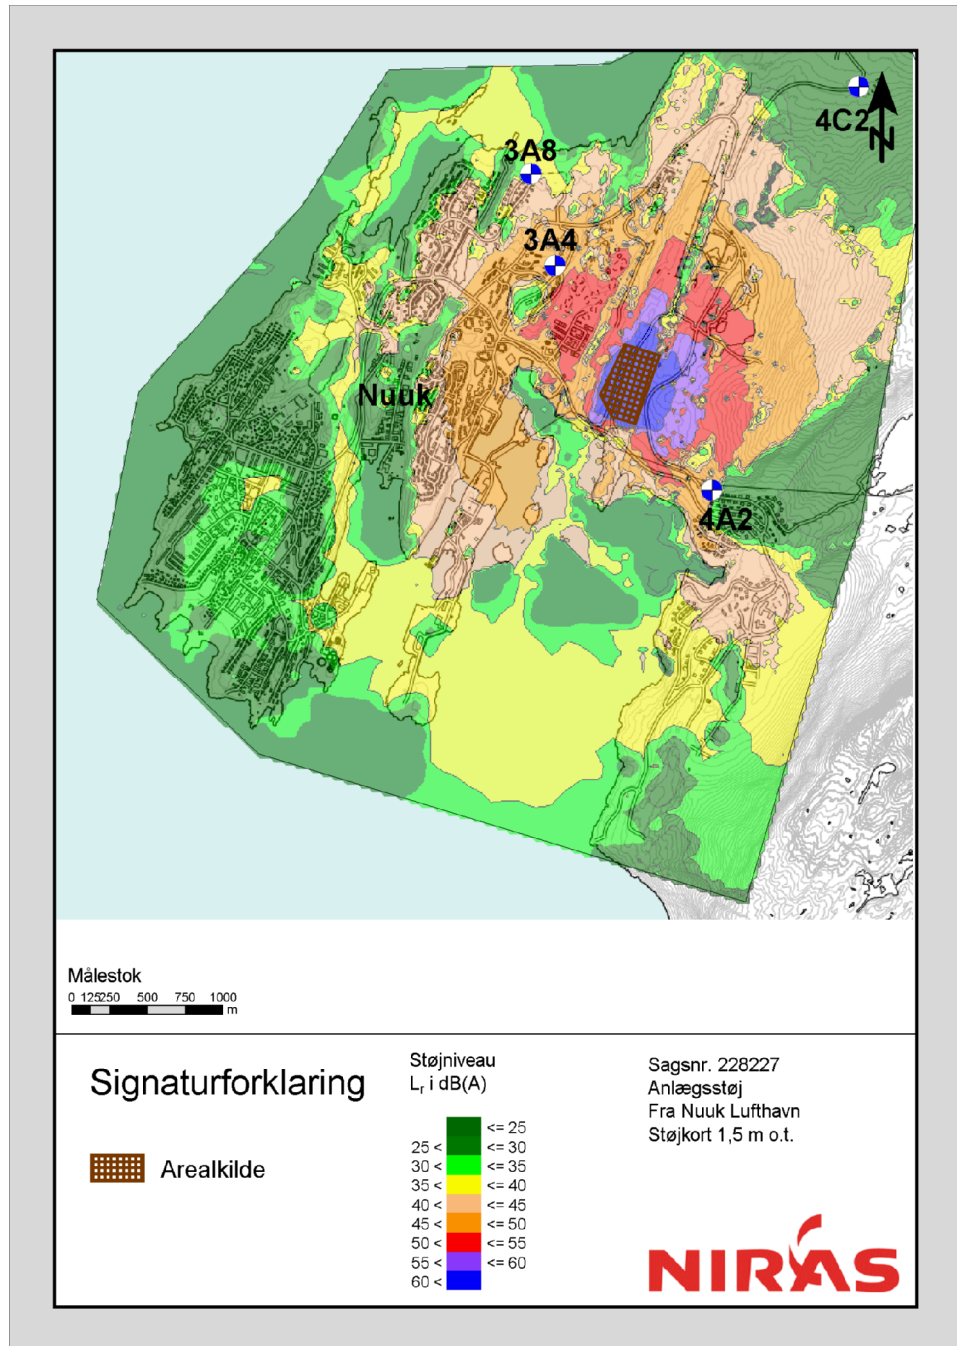 4C2
N
3A8
3A4
Nuuk
4A2
Målestok
0 125250 500 750 1000
m
Signaturforklaring
Arealkilde
Støjniveau
Lr i dB(A)
<= 25
25 < <= 30
30 < <= 35
35 < <= 40
40 < <= 45
45 < <= 50
50 < <= 55
55 < <= 60
60 <
Sagsnr. 228227
Anlægsstøj
Fra Nuuk Lufthavn
Støjkort 1,5 m o.t.
NIRAS